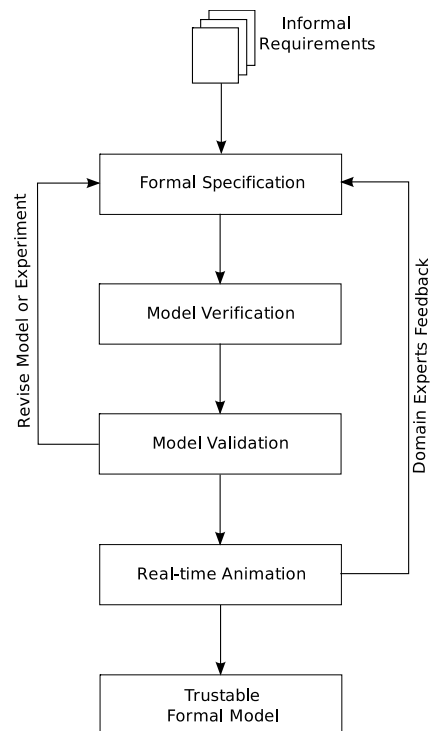 Informal
Requirements
Formal Specification
Revise Model or Experiment
Domain Experts Feedback
Model Verification
Model Validation
Real-time Animation
Trustable
Formal Model